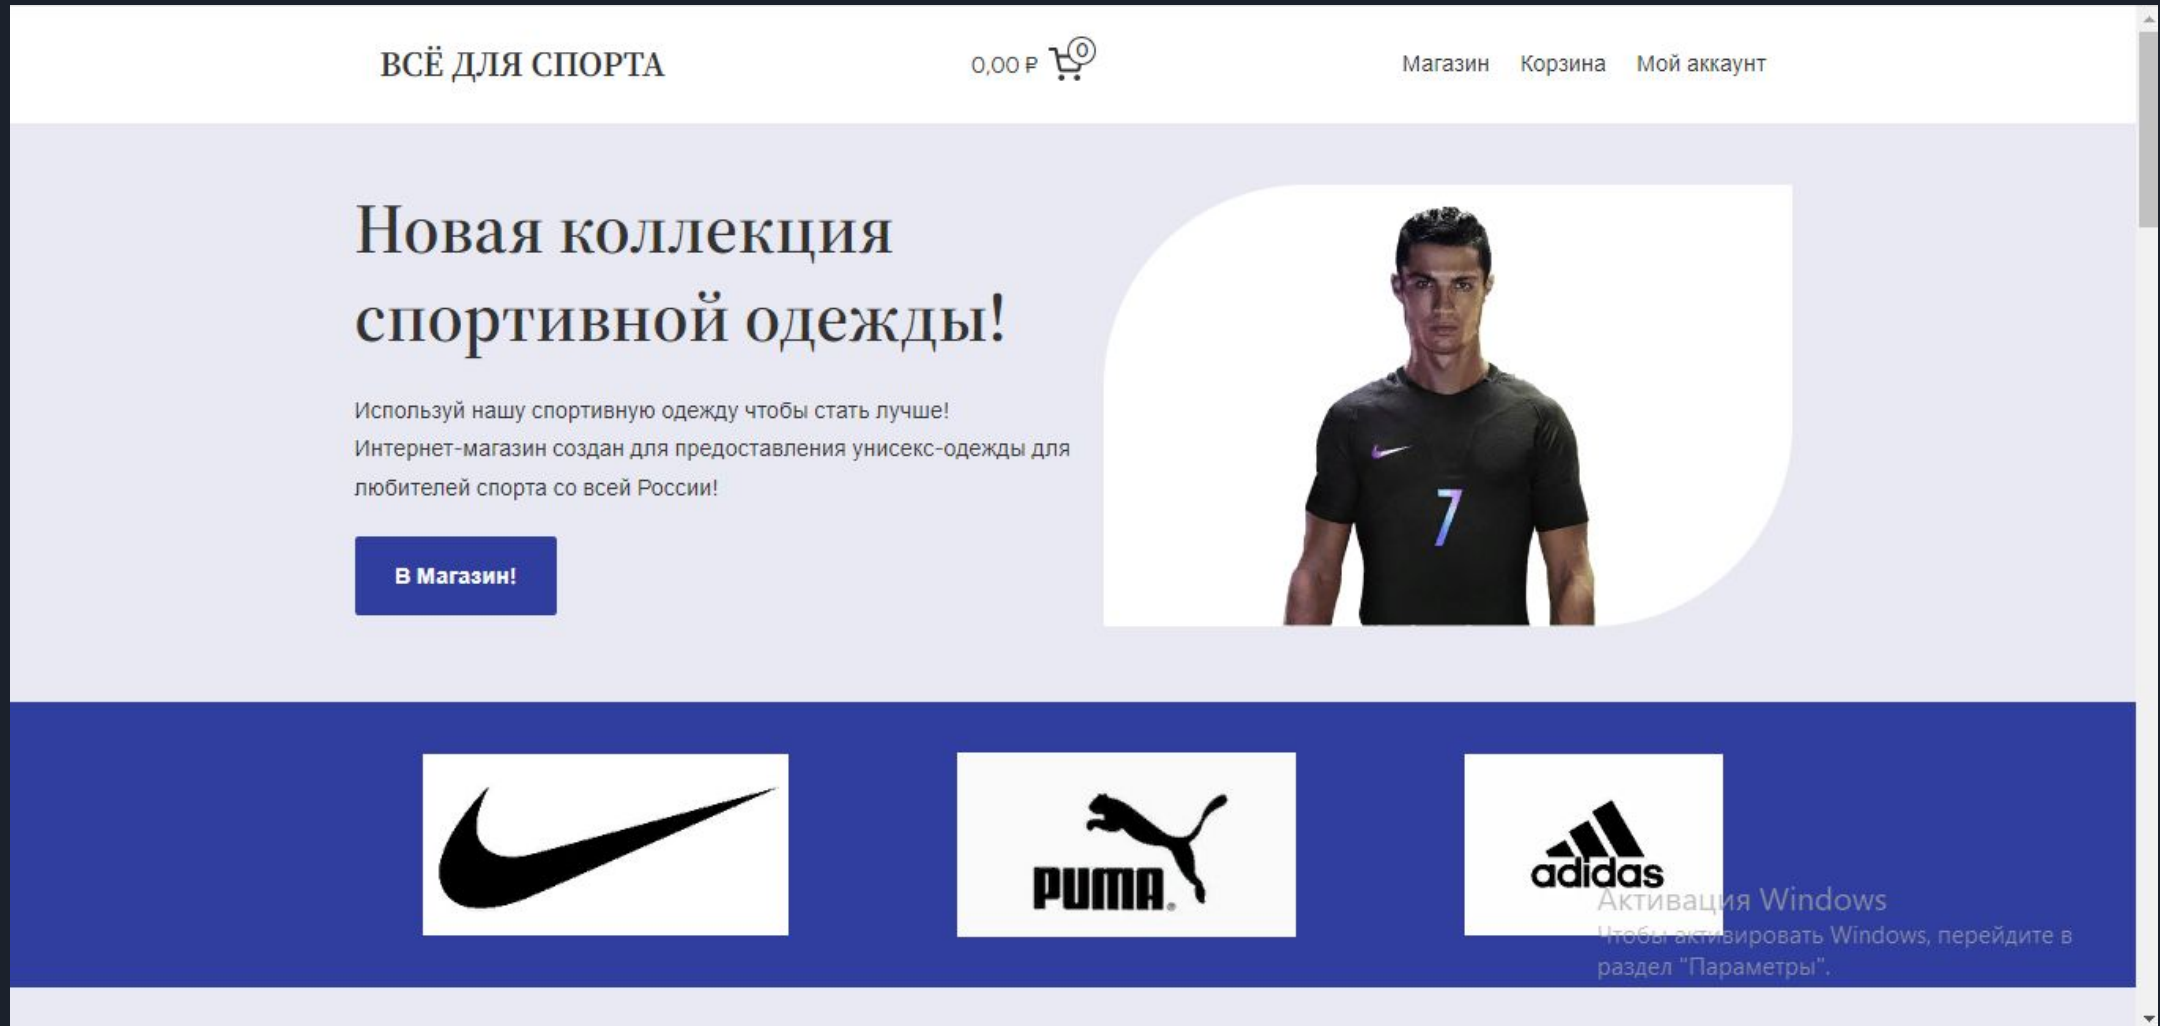 ВСЁ ДЛЯ СПОРТА
0,00 ₽ 0
Магазин Корзина Мой аккаунт
Новая коллекция
спортивной одежды!
Используй нашу спортивную одежду чтобы стать лучше!
Интернет-магазин создан для предоставления унисекс-одежды для
любителей спорта со всей России!
В Магазин!
7
PUMA®
adidas
Активация Windows
Чтобы активировать Windows, перейдите в
раздел "Параметры".